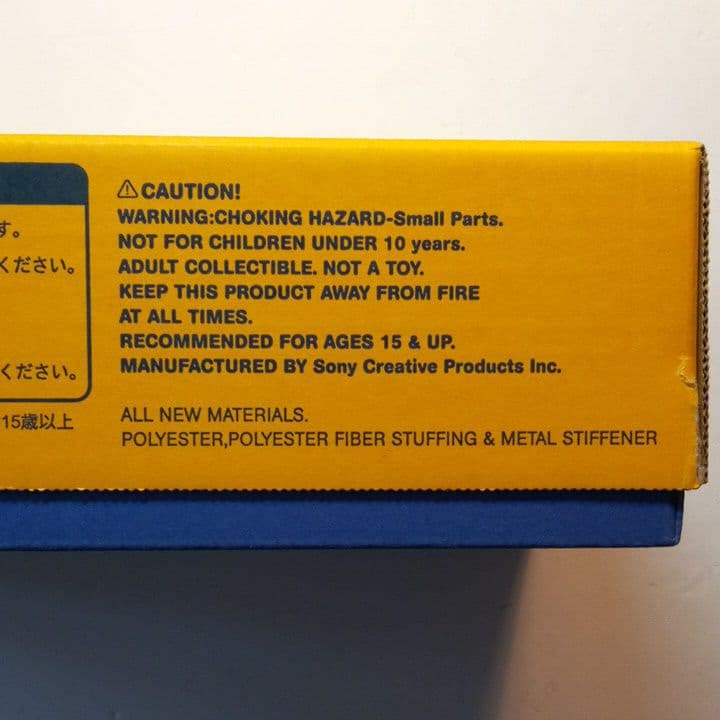 す。
ください。
ください。
15歳以上
⚠CAUTION!
WARNING:CHOKING HAZARD-Small Parts.
NOT FOR CHILDREN UNDER 10 years.
ADULT COLLECTIBLE. NOT A TOY.
KEEP THIS PRODUCT AWAY FROM FIRE
AT ALL TIMES.
RECOMMENDED FOR AGES 15 & UP.
MANUFACTURED BY Sony Creative Products Inc.
ALL NEW MATERIALS.
POLYESTER,POLYESTER FIBER STUFFING & METAL STIFFENER